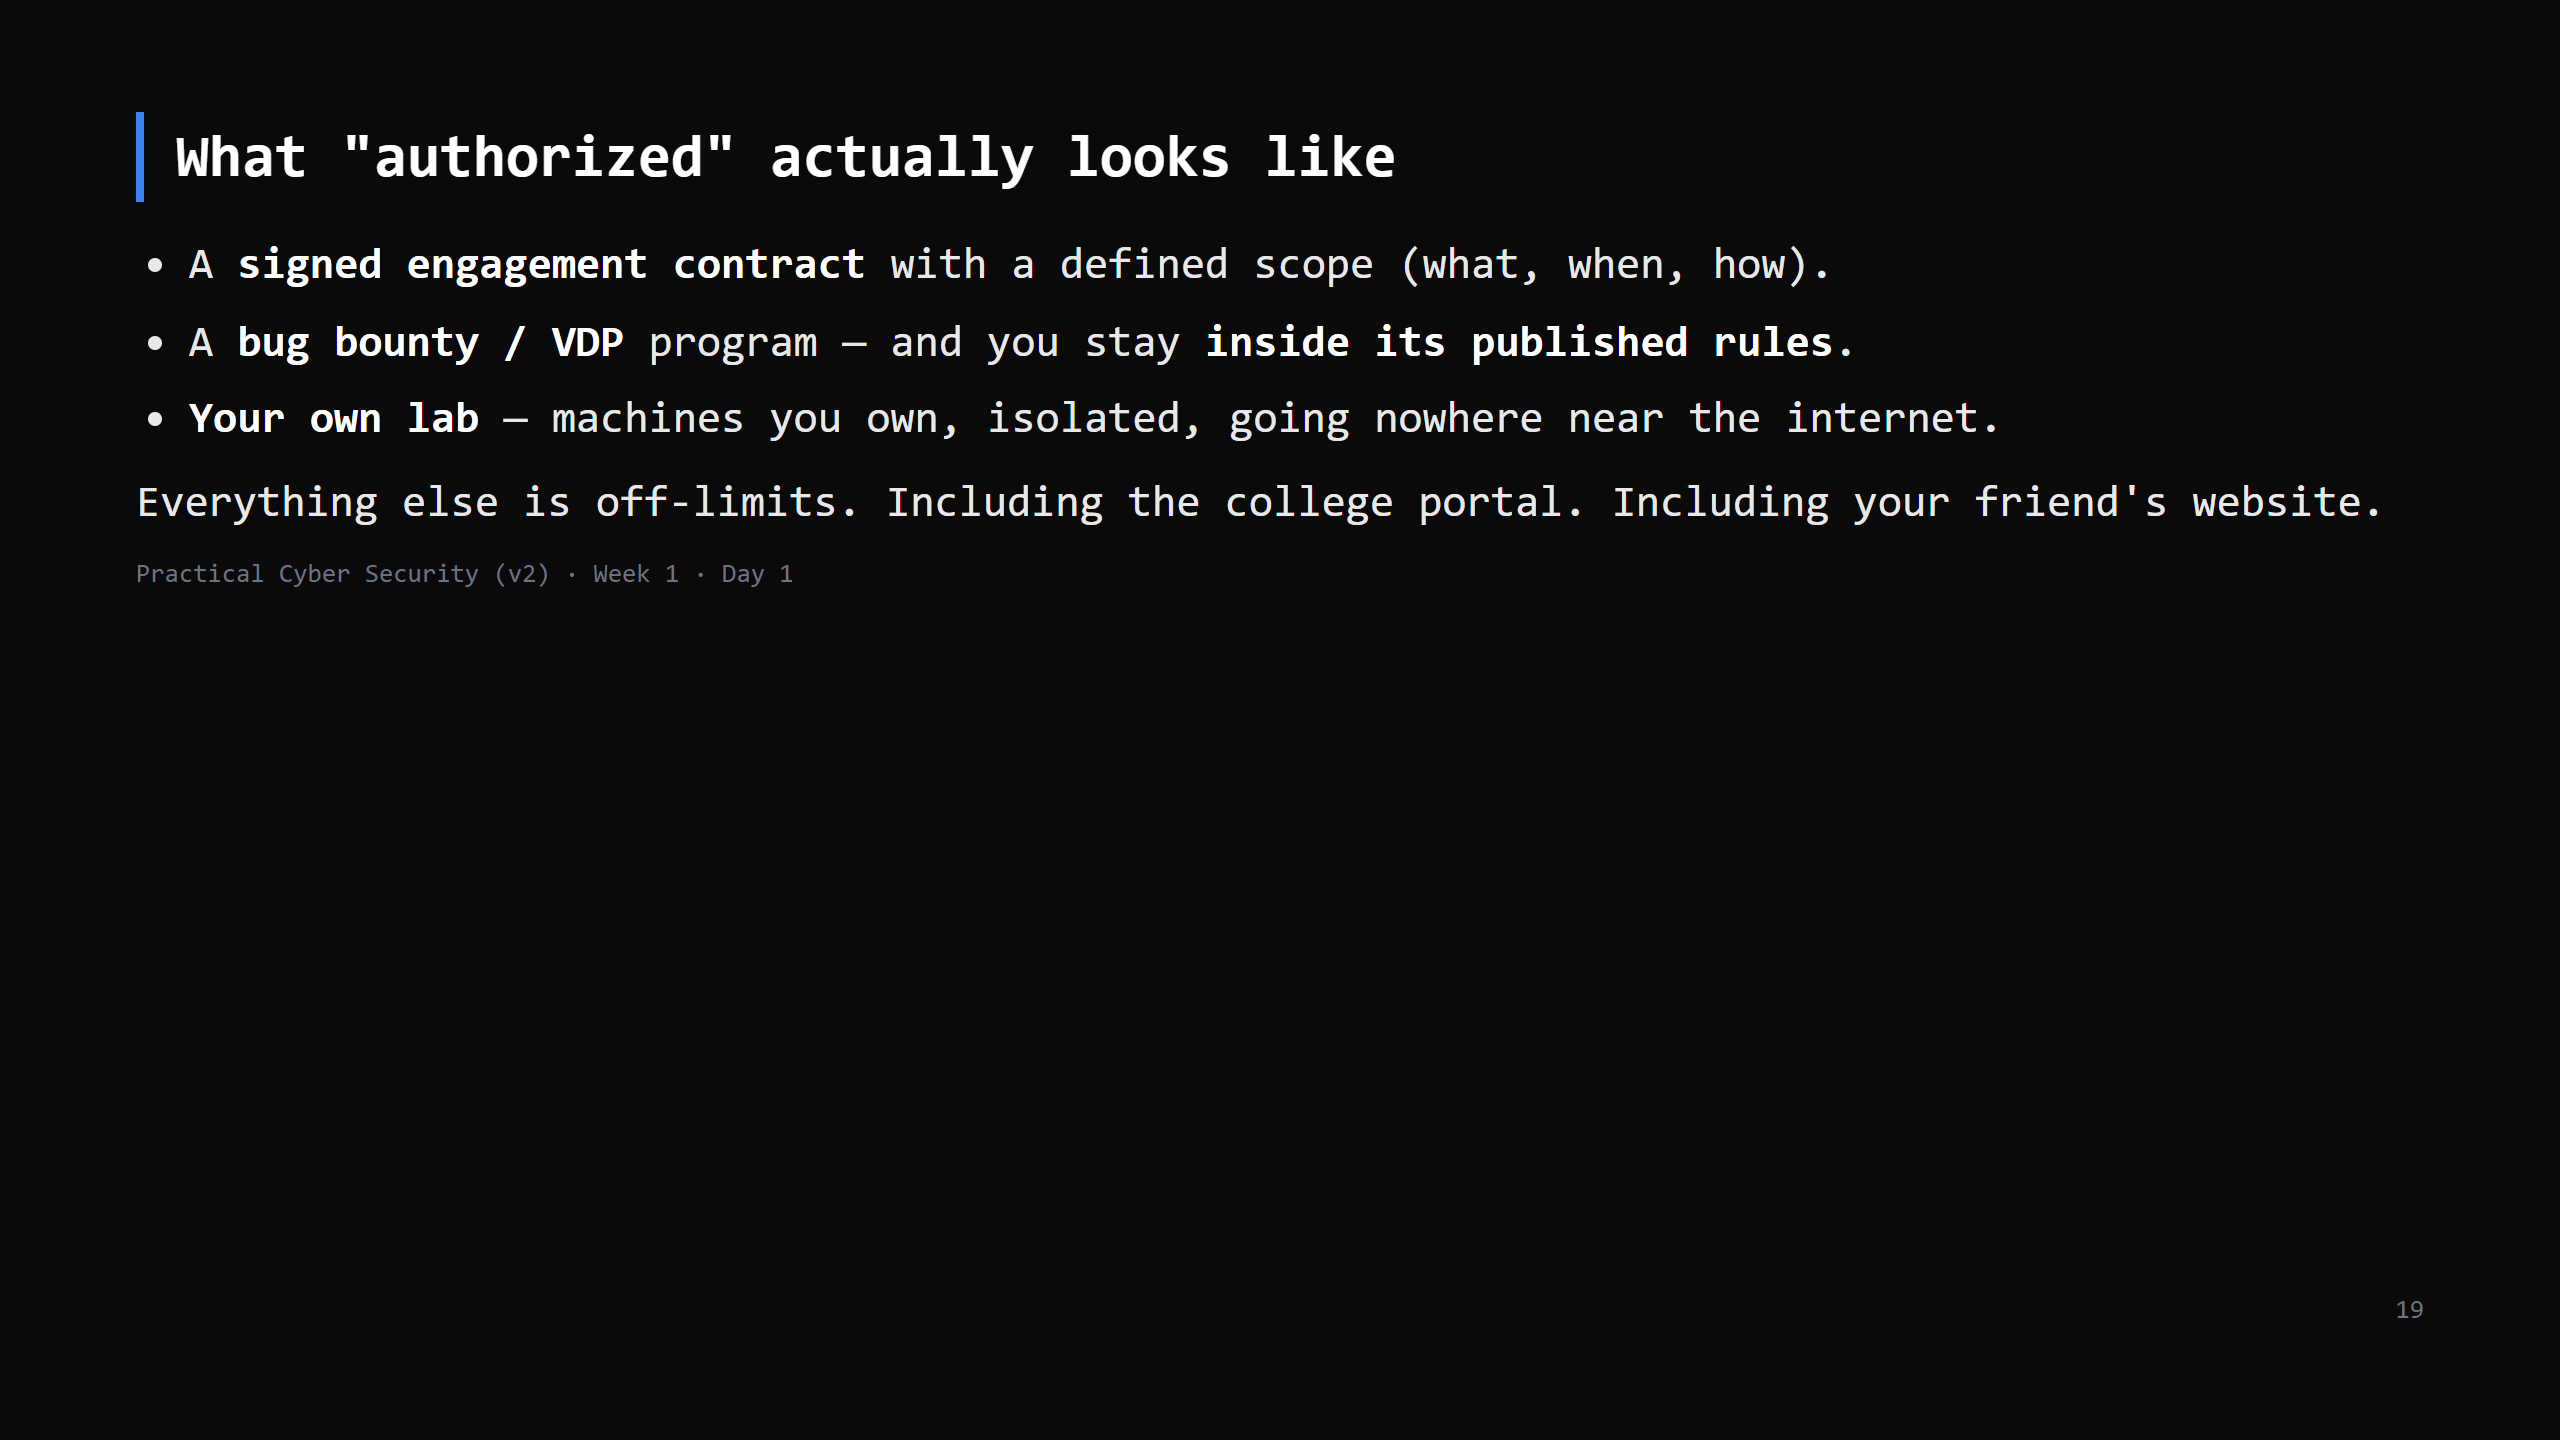 What "authorized" actually looks like
• A signed engagement contract with a defined scope (what, when, how).
• A bug bounty / VDP program — and you stay inside its published rules.
• Your own lab — machines you own, isolated, going nowhere near the internet.
Everything else is off-limits. Including the college portal. Including your friend's website.
Practical Cyber Security (v2) · Week 1 · Day 1
19